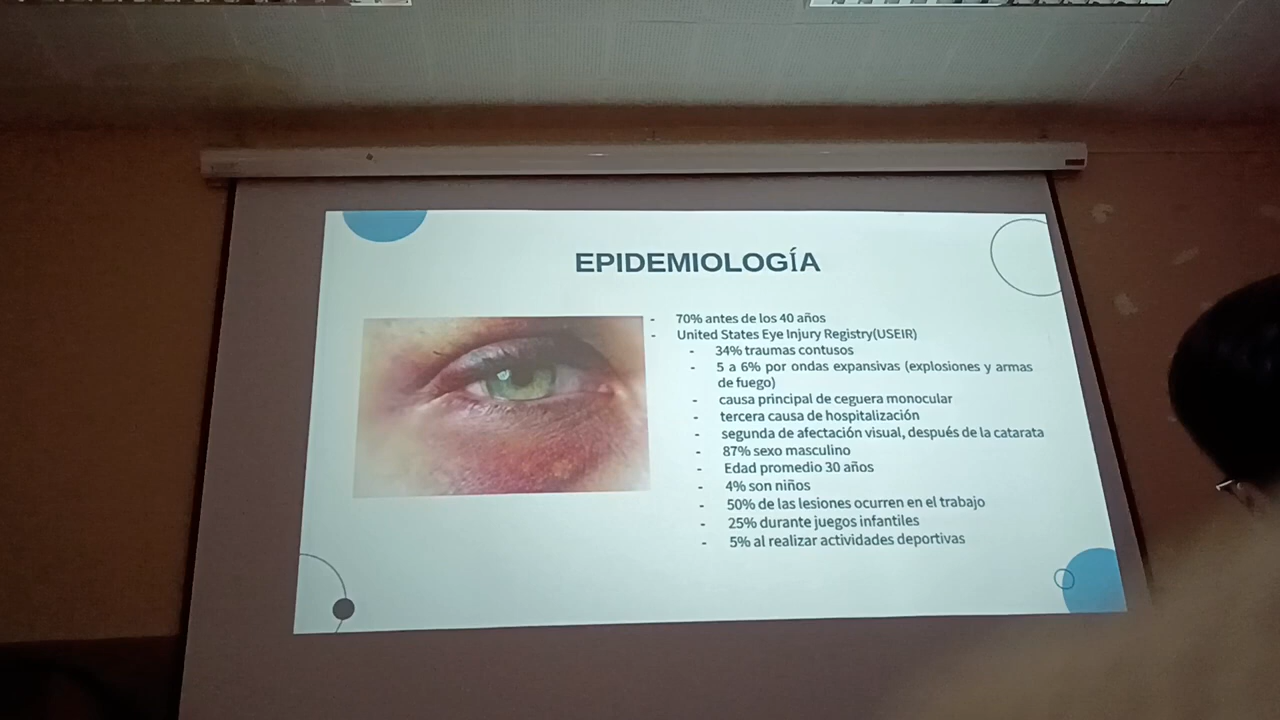 EPIDEMIOLOGÍA
- 70% antes de los 40 años
- United States Eye Injury Registry(USEIR)
- 34% traumas contusos
- 5 a 6% por ondas expansivas (explosiones y armas
de fuego)
- causa principal de ceguera monocular
- tercera causa de hospitalización
- segunda de afectación visual, después de la catarata
- 87% sexo masculino
- Edad promedio 30 años
- 4% son niños
- 50% de las lesiones ocurren en el trabajo
- 25% durante juegos infantiles
- 5% al realizar actividades deportivas